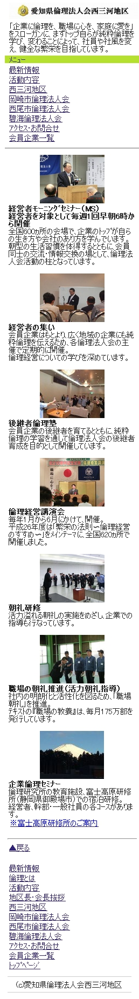 愛知県倫理法人会西三河地区
「企業に倫理を、職場に心を、家庭に愛を」
をスローガンに、まずトップ自らが純粋倫理を
学び、変わることによって、社員や社風を変
え、健全な繁栄を目指しています。
ﾒﾆｭｰ
最新情報
活動内容
西三河地区
岡崎市倫理法人会
西尾市倫理法人会
碧海倫理法人会
ｱｸｾｽ・お問合せ
会員企業一覧
経営者ﾓｰﾆﾝｸﾞｾﾐﾅｰ（MS）
経営者を対象として毎週1回早朝6時か
ら開催
全国600ヵ所の会場で、企業のﾄｯﾌﾟが自ら
の生き方や会社のあり方を学んでいます。
朝型の生活習慣を体得するとともに、会員
同士の交流・情報交換の場として、倫理法
人会活動の柱となっています。
経営者の集い
会員企業はもとより、広く地域の企業にも純
粋倫理を伝えるため、各倫理法人会の主
催で定期的に開催。
倫理経営についての学びを深めています。
後継者倫理塾
会員企業の後継者を育てるとともに、純粋
倫理の学習を通して倫理法人会の後継者
育成を目的として開催しています。
倫理経営講演会
毎年1月から6月にかけて、開催。
平成26年度は「繁栄の法則～倫理経営
のすすめ～」をﾒｲﾝﾃｰﾏに、全国620ヵ所で
開催しました。
朝礼研修
活力溢れる朝礼の実施をめざし、企業での
指導も行なっています。
職場の朝礼推進（活力朝礼指導）
社内の明朗化と活性化を図るため、「職場
朝礼」を推進。
ﾃｷｽﾄの『職場の教養』は、毎月175万部を
発行しています。
企業倫理ｾﾐﾅｰ
倫理研究所の教育施設、富士高原研修
所（静岡県御殿場市）での宿泊研修。
経営者、幹部・一般社員の各コースがありま
す。
※富士高原研修所のご案内
▲戻る
最新情報
倫理とは
活動内容
地区長・会長挨拶
西三河地区
岡崎市倫理法人会
西尾市倫理法人会
碧海倫理法人会
ｱｸｾｽ・お問合せ
会員企業一覧
ﾄｯﾌﾟﾍﾟｰｼﾞ
(c)愛知県倫理法人会西三河地区